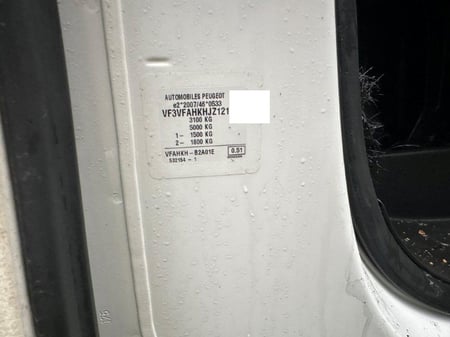 AUTOMOBILES PEUGEOT
e2*2007/46*0533
VF3VFAHKHJZ121
3100 KG
5000 KG
1- 1500 KG
2- 1800 KG
VFAHKH - B2A01E 0.51
532154 - 1